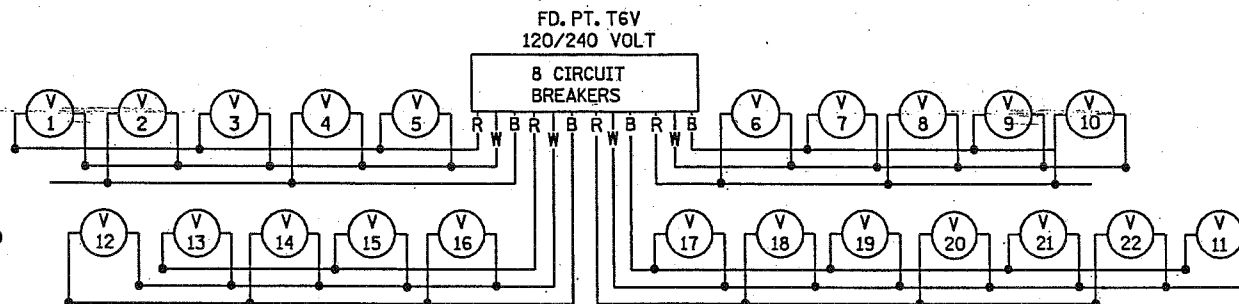 FD. PT. T6V
120/240 VOLT
8 CIRCUIT
BREAKERS
V V V V V V V V V V
1 2 3 4 5 6 7 8 9 10
R B R B R B R B
W W W W
V V V V V V V V V V V V
12 13 14 15 16 17 18 19 20 21 22 11